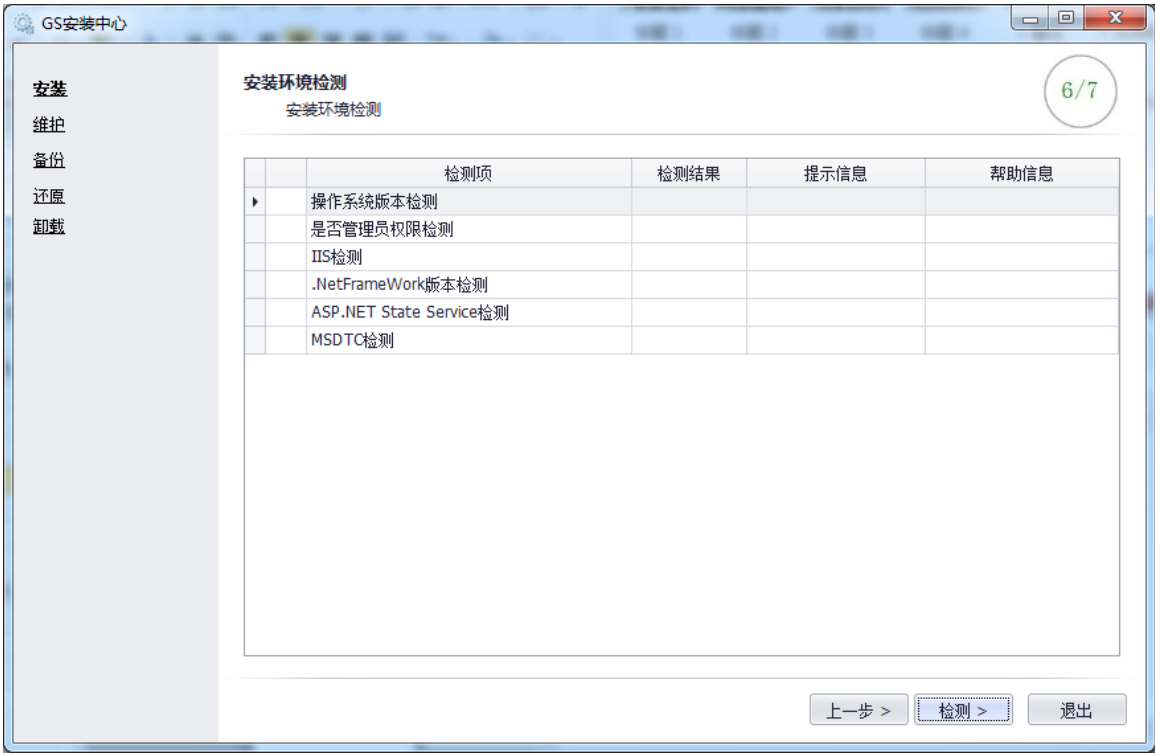 GS安装中心
安装
维护
备份
还原
卸载
安装环境检测
安装环境检测
6/7
检测项 检测结果 提示信息 帮助信息
操作系统版本检测
是否管理员权限检测
IIS检测
.NetFrameWork版本检测
ASP.NET State Service检测
MSDTC检测
上一步 > 检测 > 退出